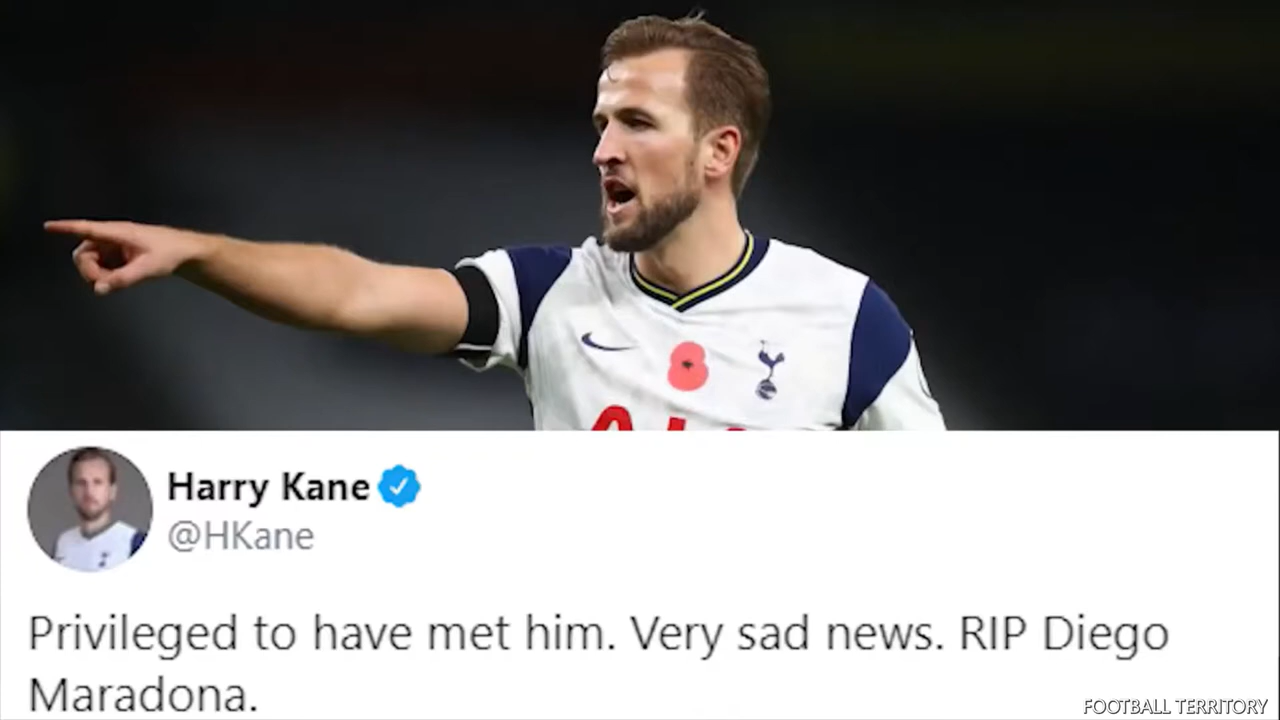 Harry Kane
@HKane
Privileged to have met him. Very sad news. RIP Diego
Maradona.
FOOTBALL TERRITORY